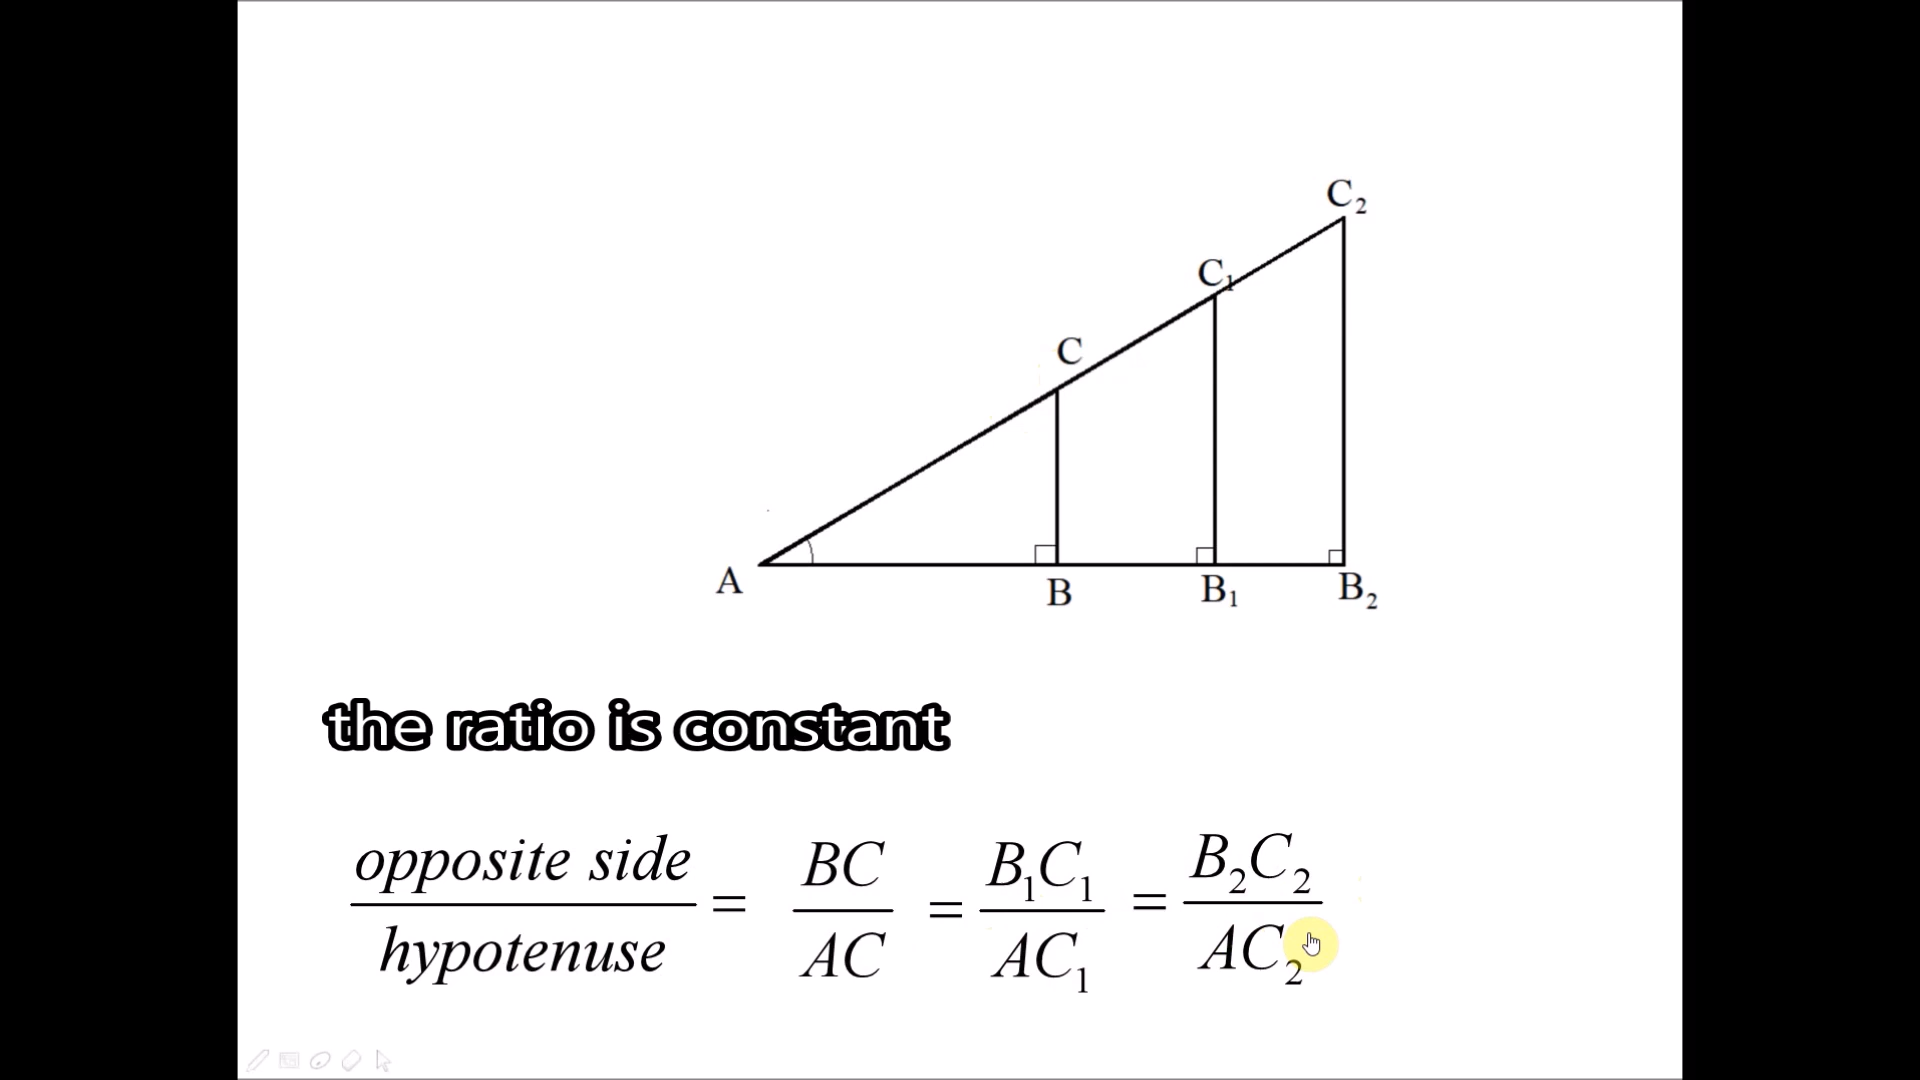 C₂
C₁
C
A B B₁ B₂
the ratio is constant
opposite side / hypotenuse = BC / AC = B₁C₁ / AC₁ = B₂C₂ / AC₂